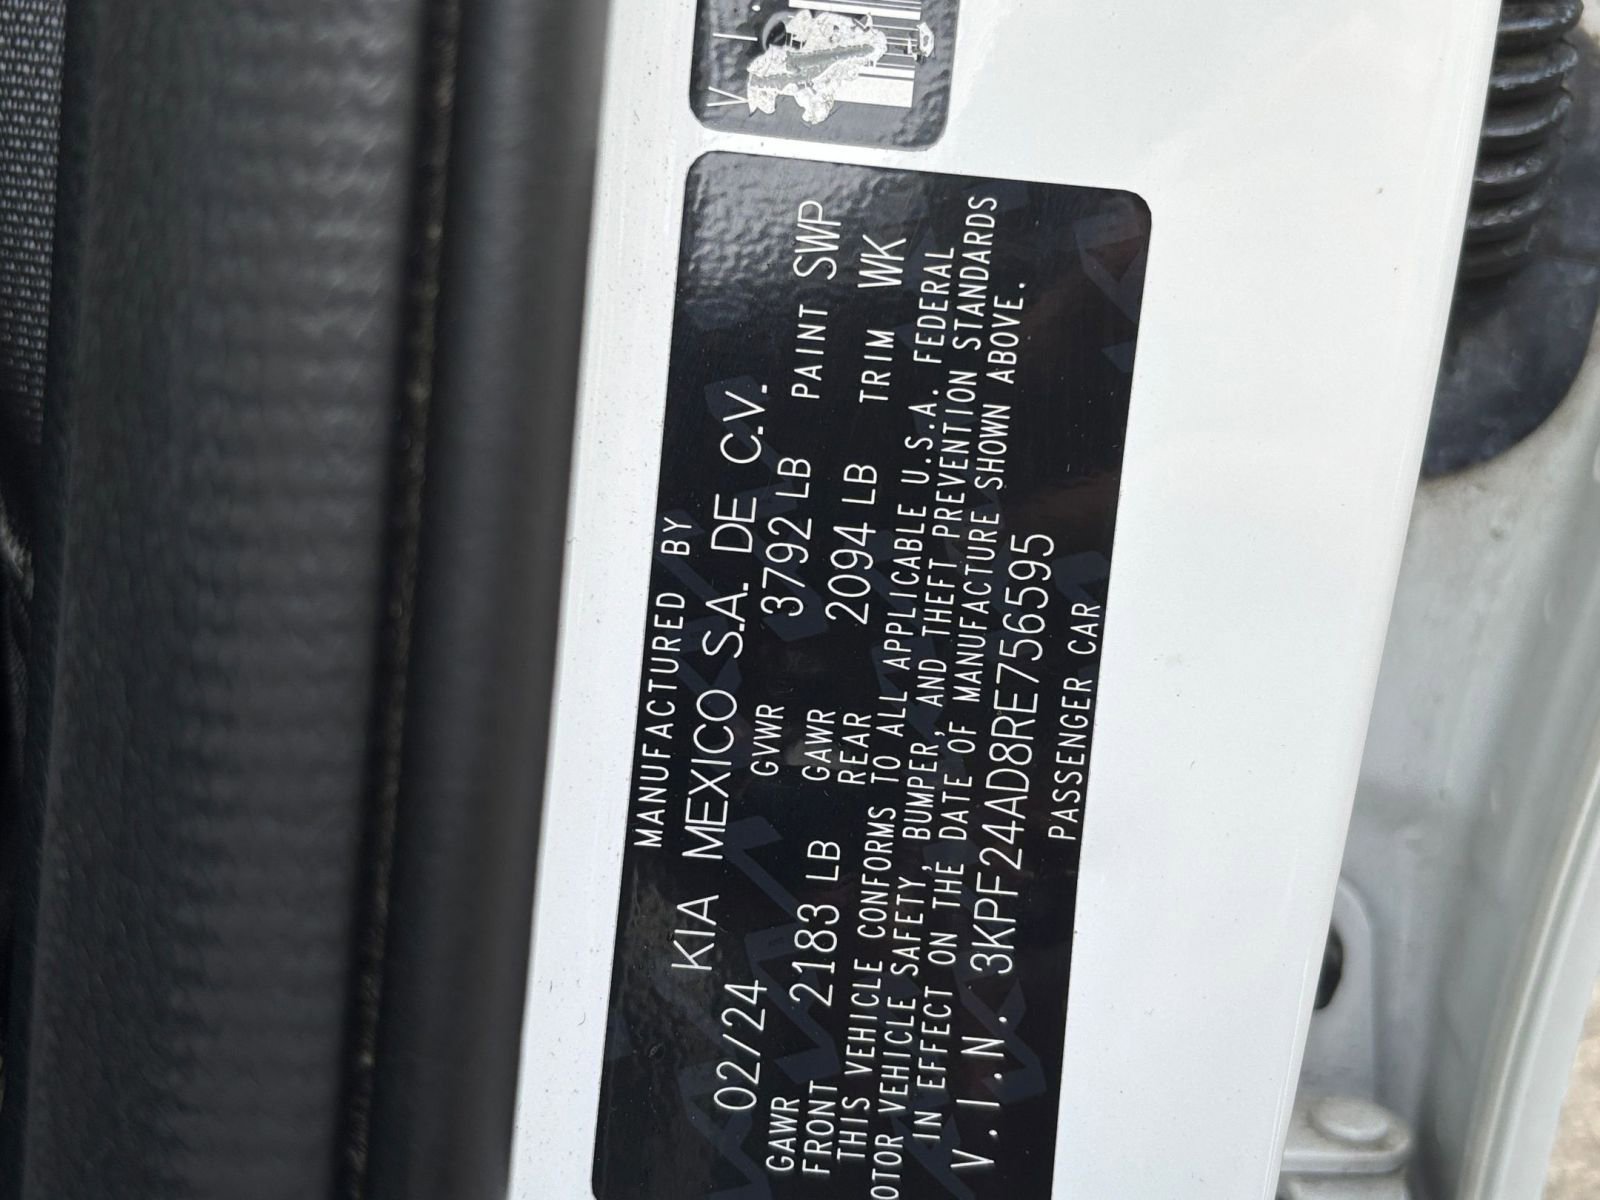 V I
MANUFACTURED BY
KIA MEXICO S.A. DE C.V.
02/24 GVWR 3792 LB PAINT SWP
GAWR FRONT 2183 LB GAWR REAR 2094 LB TRIM WK
THIS VEHICLE CONFORMS TO ALL APPLICABLE U.S.A. FEDERAL
OTOR VEHICLE SAFETY, BUMPER, AND THEFT PREVENTION STANDARDS
IN EFFECT ON THE DATE OF MANUFACTURE SHOWN ABOVE.
V.I.N. 3KPF24AD8RE756595
PASSENGER CAR